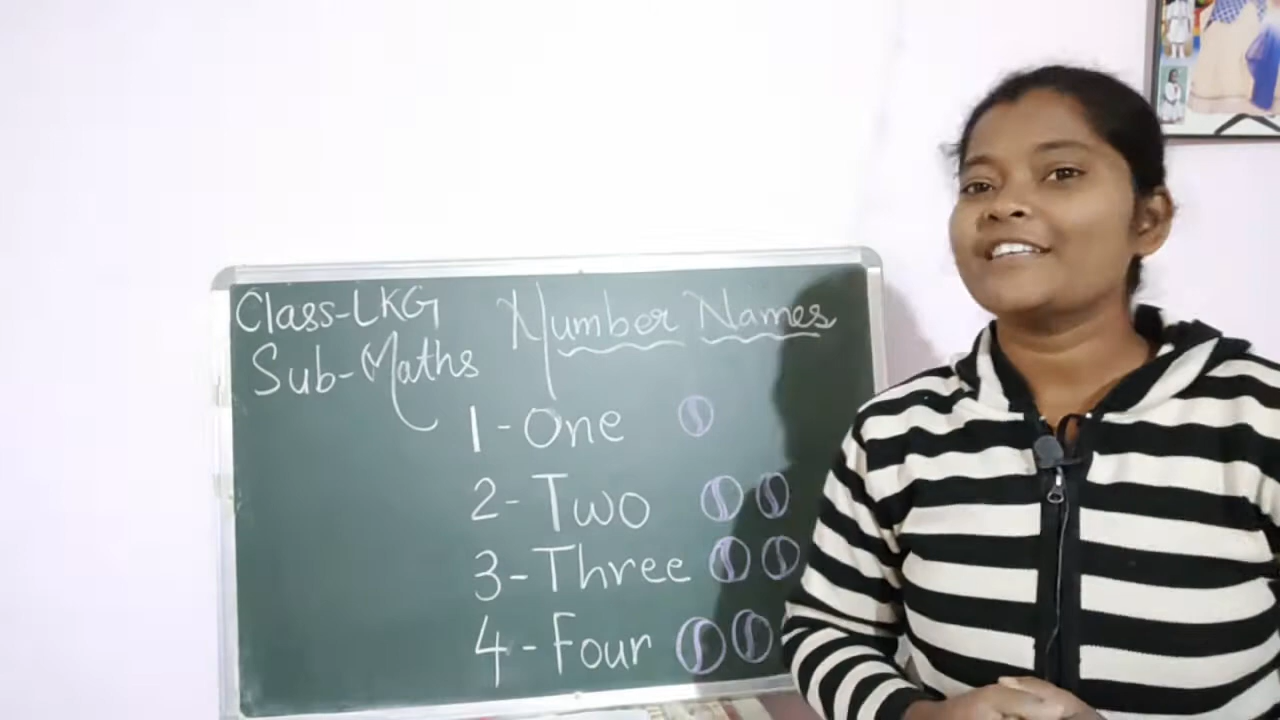 Class-LKG
Sub-Maths
Number Names
1-One
2-Two
3-Three
4-Four